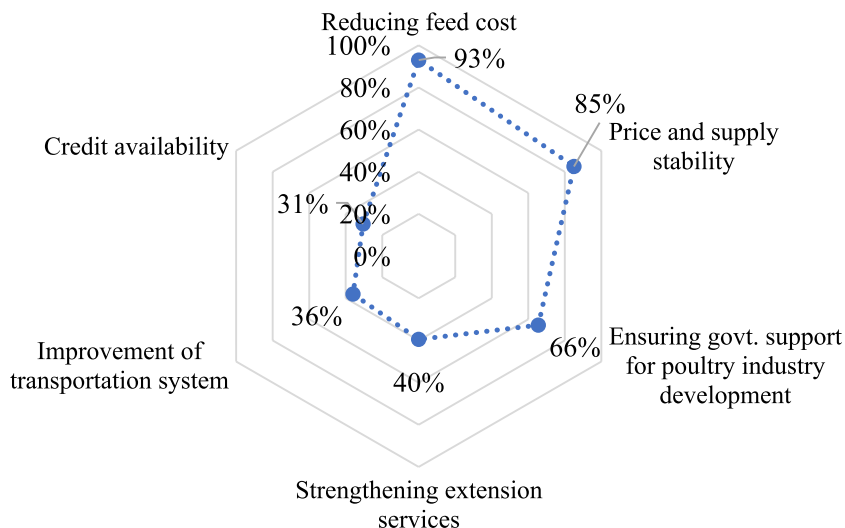 Reducing feed cost
100%
93%
80%
85%
60%
Price and supply
stability
Credit availability
40%
31%
20%
0%
36%
66%
Ensuring govt. support
for poultry industry
development
Improvement of
transportation system
40%
Strengthening extension
services